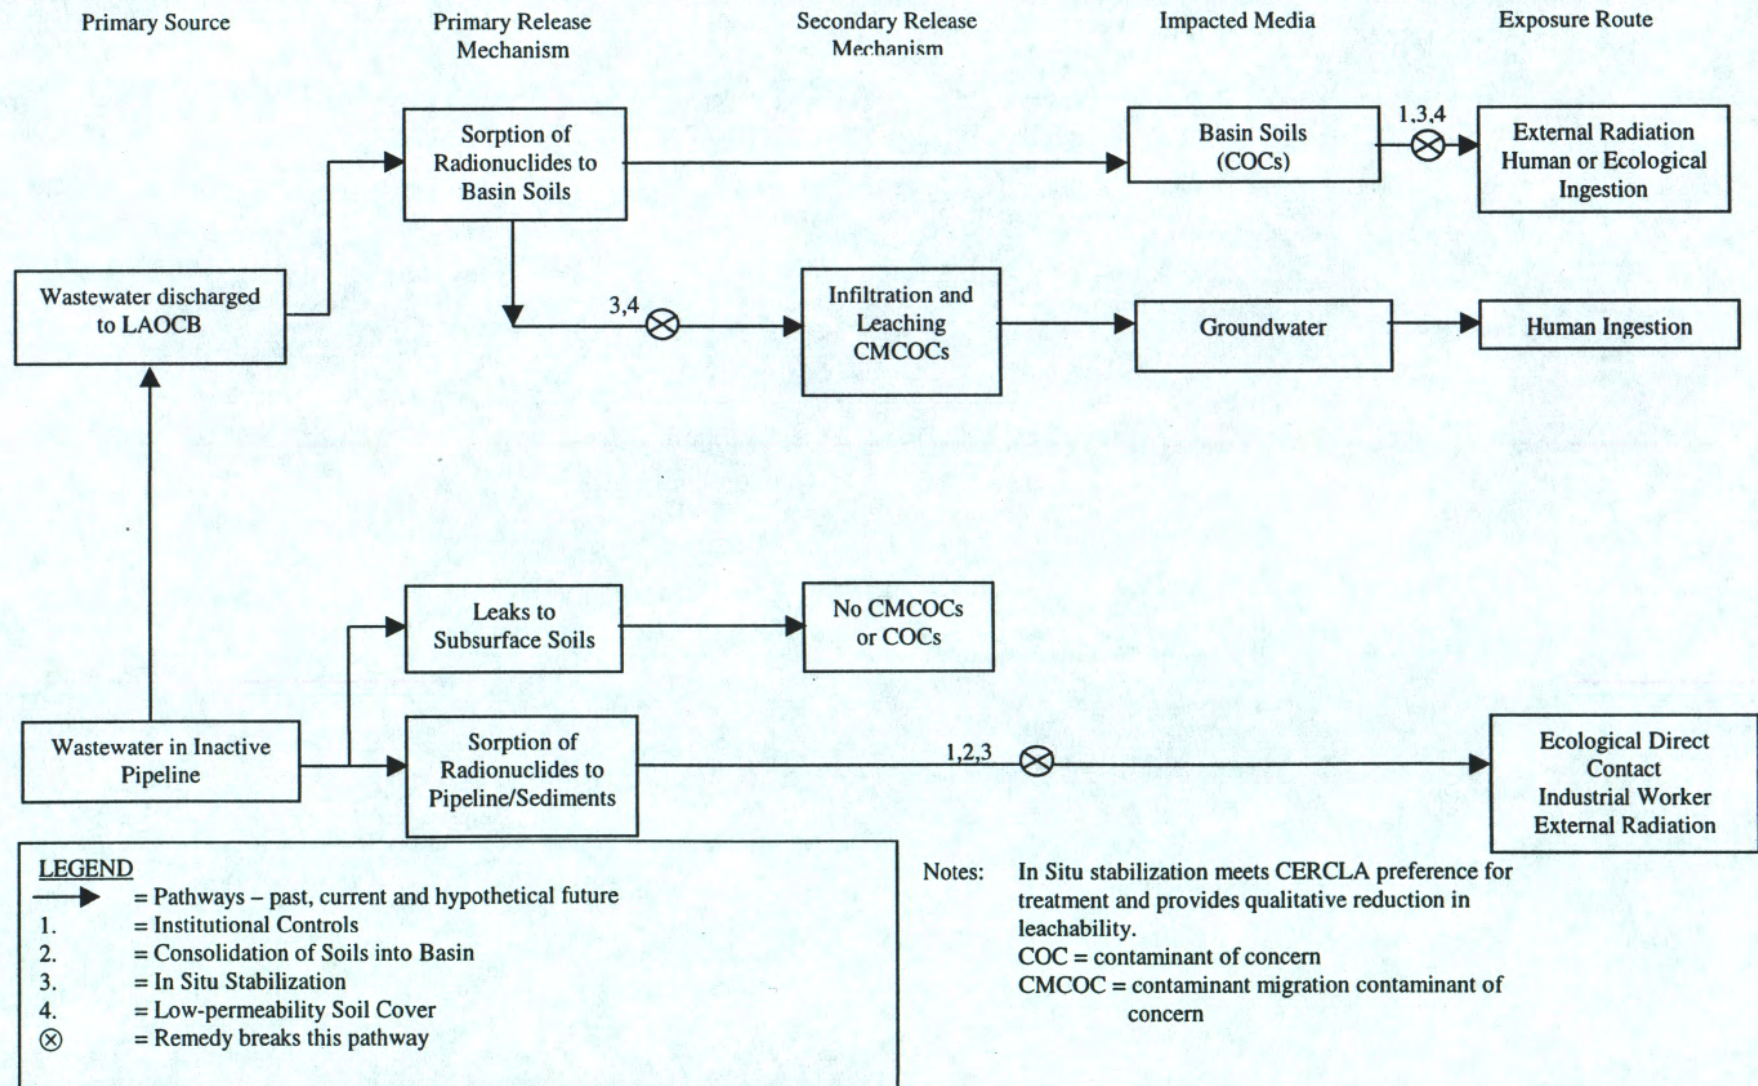 Primary Source
Primary Release
Mechanism
Secondary Release
Mechanism
Impacted Media
Exposure Route
Sorption of
Radionuclides to
Basin Soils
Basin Soils
(COCs)
1.3,4
External Radiation
Human or Ecological
Ingestion
Wastewater discharged
to LAOCB
3,4
Infiltration and
Leaching
CMCOCs
Groundwater
Human Ingestion
Leaks to
Subsurface Soils
No CMCOCs
or COCs
Wastewater in Inactive
Pipeline
Sorption of
Radionuclides to
Pipeline/Sediments
1,2,3
Ecological Direct
Contact
Industrial Worker
External Radiation
LEGEND
= Pathways – past, current and hypothetical future
1. = Institutional Controls
2. = Consolidation of Soils into Basin
3. = In Situ Stabilization
4. = Low-permeability Soil Cover
⊗ = Remedy breaks this pathway
Notes: In Situ stabilization meets CERCLA preference for
treatment and provides qualitative reduction in
leachability.
COC = contaminant of concern
CMCOC = contaminant migration contaminant of
concern